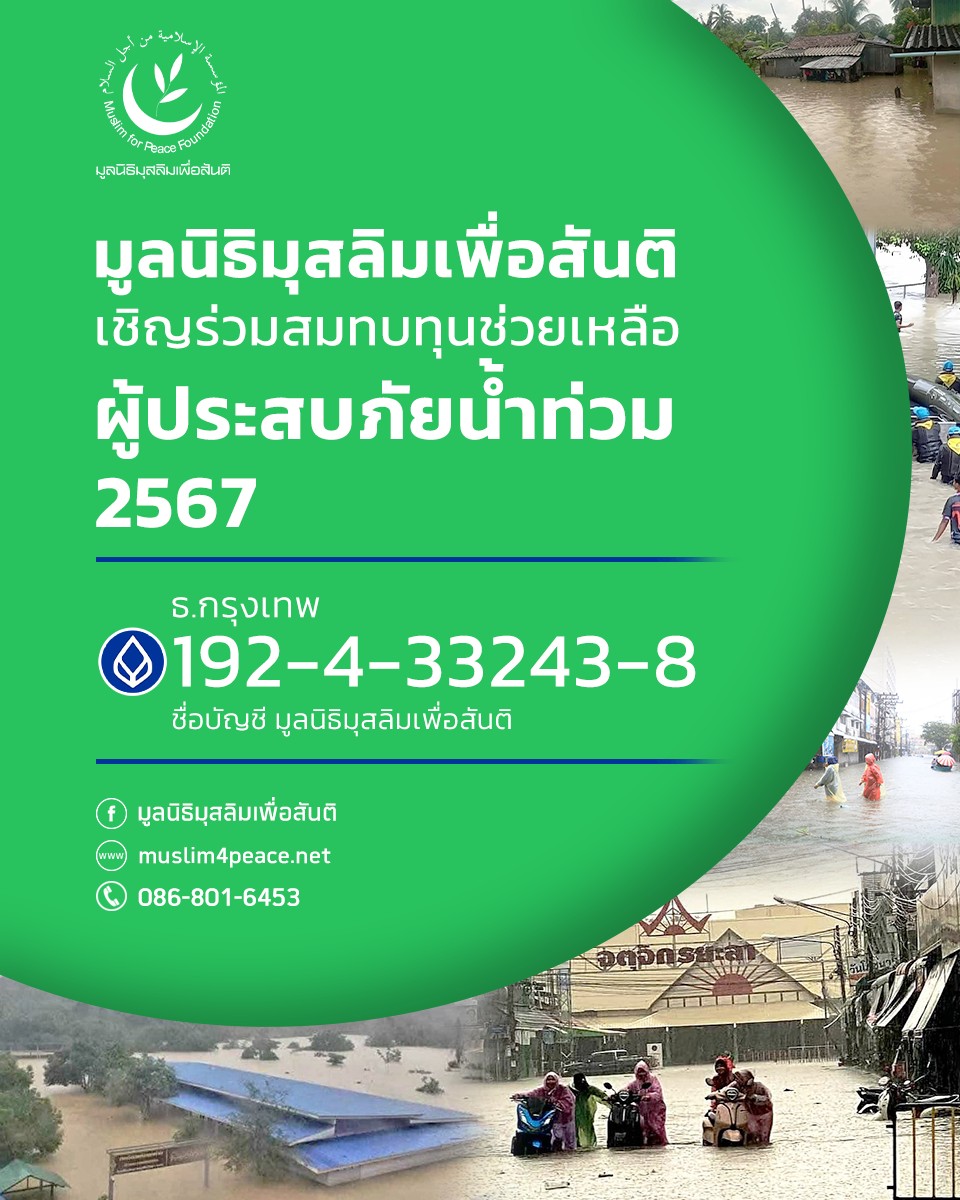 المؤسسة الإسلامية من أجل السلام
Muslim for Peace Foundation
มูลนิธิมุสลิมเพื่อสันติ
มูลนิธิมุสลิมเพื่อสันติ
เชิญร่วมสมทบทุนช่วยเหลือ
ผู้ประสบภัยน้ำท่วม
2567
ธ.กรุงเทพ
192-4-33243-8
ชื่อบัญชี มูลนิธิมุสลิมเพื่อสันติ
f มูลนิธิมุสลิมเพื่อสันติ
www muslim4peace.net
086-801-6453